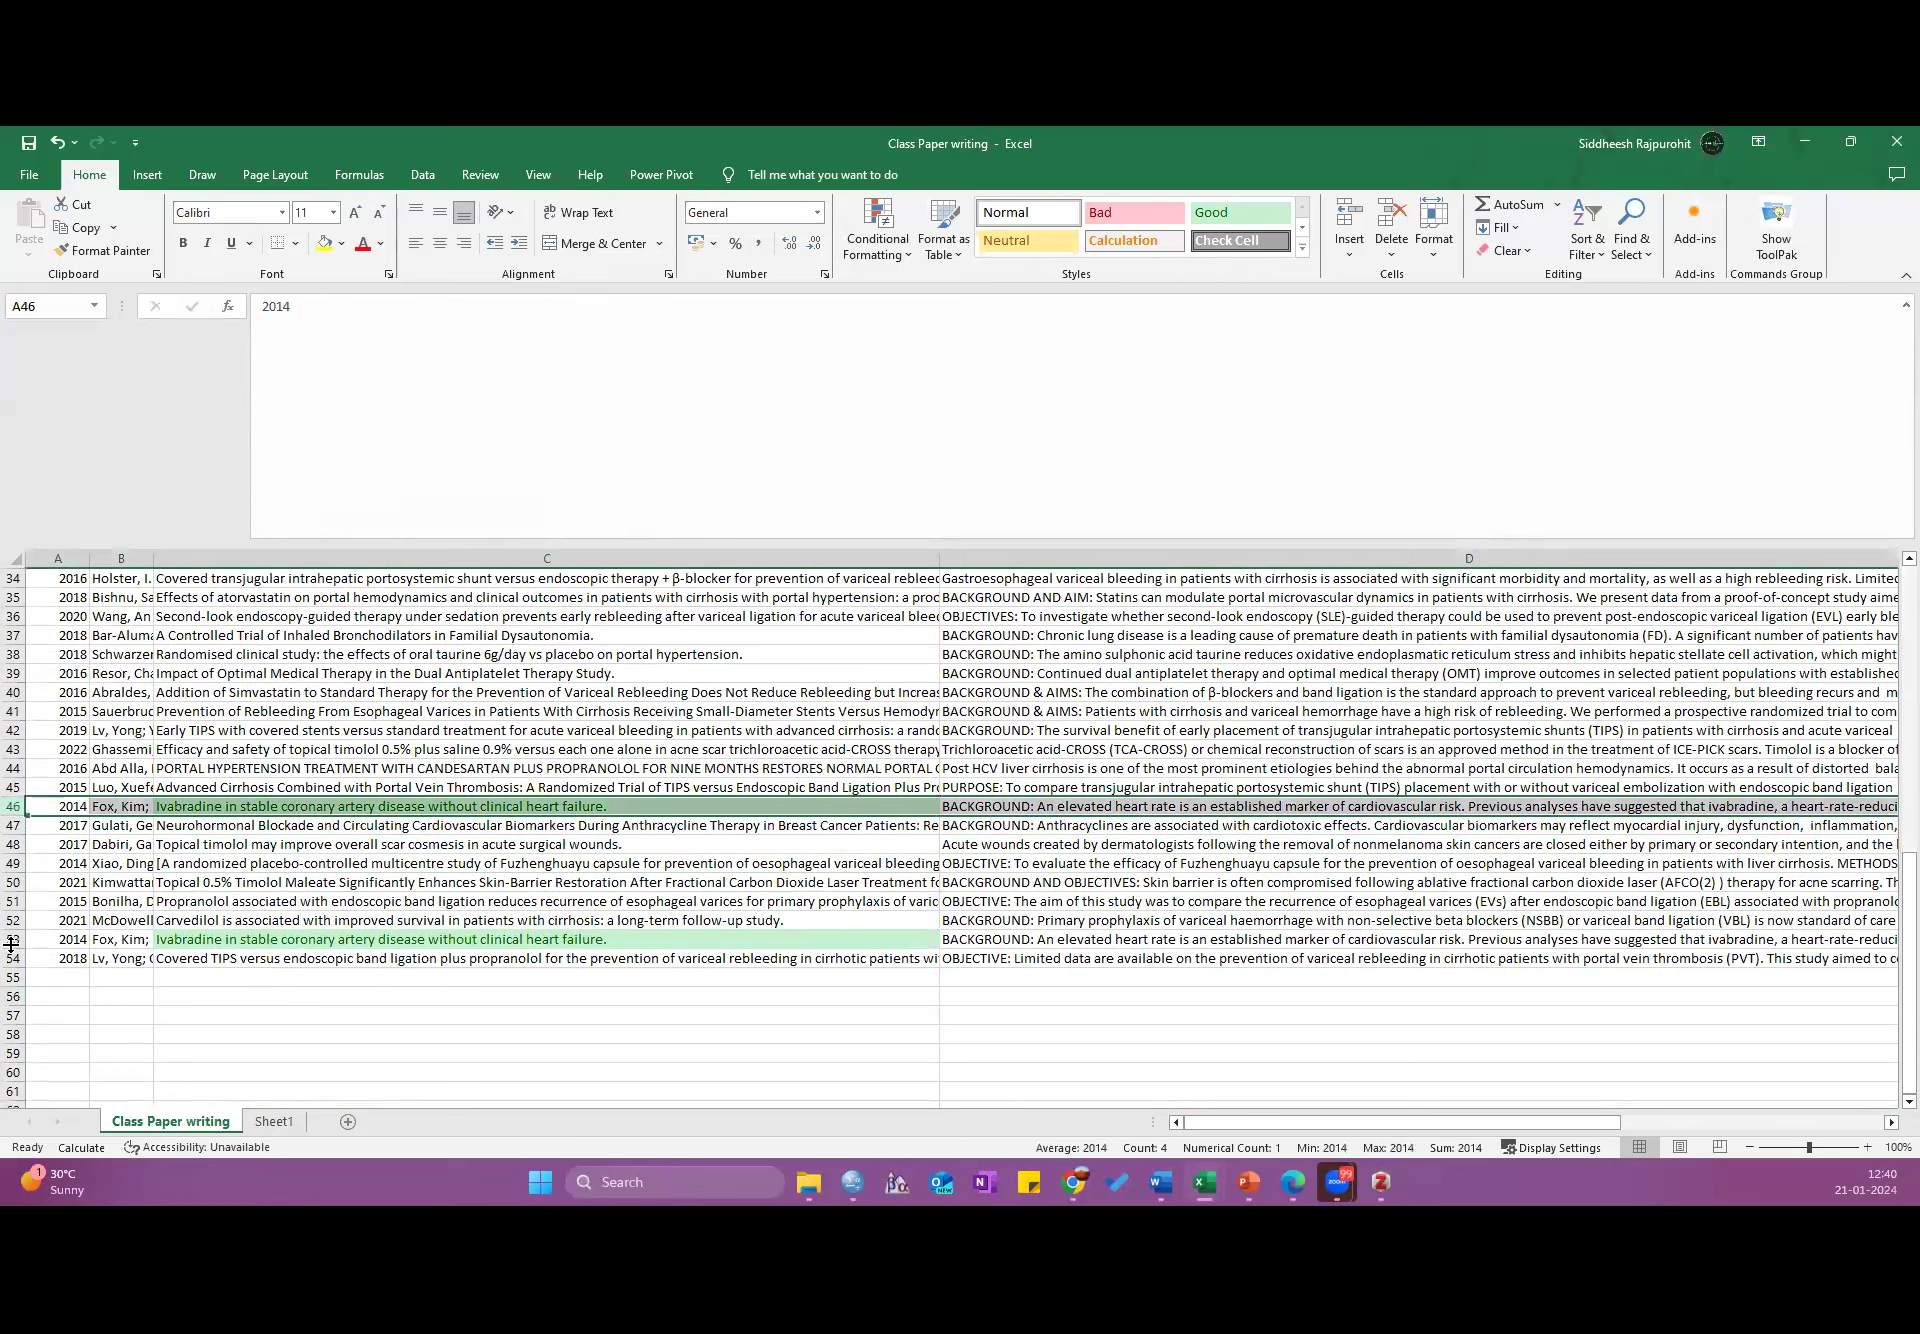 Class Paper writing - Excel
Siddheesh Rajpurohit
File Home Insert Draw Page Layout Formulas Data Review View Help Power Pivot Tell me what you want to do
Paste
Cut
Copy
Format Painter
Clipboard
Calibri 11
B I U
Font
Wrap Text
Merge & Center
Alignment
General
Number
Conditional Formatting
Format as Table
Normal Bad Good
Neutral Calculation Check Cell
Styles
Insert Delete Format
Cells
AutoSum
Fill
Clear
Sort & Filter
Find & Select
Editing
Add-ins
Add-ins
Show ToolPak
Commands Group
A46 fx 2014
A B C D
34 2016 Holster, I. Covered transjugular intrahepatic portosystemic shunt versus endoscopic therapy + β-blocker for prevention of variceal rebleed Gastroesophageal variceal bleeding in patients with cirrhosis is associated with significant morbidity and mortality, as well as a high rebleeding risk. Limited
35 2018 Bishnu, Sa Effects of atorvastatin on portal hemodynamics and clinical outcomes in patients with cirrhosis with portal hypertension: a proc BACKGROUND AND AIM: Statins can modulate portal microvascular dynamics in patients with cirrhosis. We present data from a proof-of-concept study aime
36 2020 Wang, An Second-look endoscopy-guided therapy under sedation prevents early rebleeding after variceal ligation for acute variceal bleed OBJECTIVES: To investigate whether second-look endoscopy (SLE)-guided therapy could be used to prevent post-endoscopic variceal ligation (EVL) early ble
37 2018 Bar-Aluma A Controlled Trial of Inhaled Bronchodilators in Familial Dysautonomia. BACKGROUND: Chronic lung disease is a leading cause of premature death in patients with familial dysautonomia (FD). A significant number of patients hav
38 2018 Schwarzer Randomised clinical study: the effects of oral taurine 6g/day vs placebo on portal hypertension. BACKGROUND: The amino sulphonic acid taurine reduces oxidative endoplasmatic reticulum stress and inhibits hepatic stellate cell activation, which might
39 2016 Resor, Cha Impact of Optimal Medical Therapy in the Dual Antiplatelet Therapy Study. BACKGROUND: Continued dual antiplatelet therapy and optimal medical therapy (OMT) improve outcomes in selected patient populations with established
40 2016 Abraldes, Addition of Simvastatin to Standard Therapy for the Prevention of Variceal Rebleeding Does Not Reduce Rebleeding but Increas BACKGROUND & AIMS: The combination of β-blockers and band ligation is the standard approach to prevent variceal rebleeding, but bleeding recurs and m
41 2015 Sauerbruc Prevention of Rebleeding From Esophageal Varices in Patients With Cirrhosis Receiving Small-Diameter Stents Versus Hemodyr BACKGROUND & AIMS: Patients with cirrhosis and variceal hemorrhage have a high risk of rebleeding. We performed a prospective randomized trial to com
42 2019 Lv, Yong; Y Early TIPS with covered stents versus standard treatment for acute variceal bleeding in patients with advanced cirrhosis: a rand BACKGROUND: The survival benefit of early placement of transjugular intrahepatic portosystemic shunts (TIPS) in patients with cirrhosis and acute variceal
43 2022 Ghassemi Efficacy and safety of topical timolol 0.5% plus saline 0.9% versus each one alone in acne scar trichloroacetic acid-CROSS therapy Trichloroacetic acid-CROSS (TCA-CROSS) or chemical reconstruction of scars is an approved method in the treatment of ICE-PICK scars. Timolol is a blocker of
44 2016 Abd Alla, PORTAL HYPERTENSION TREATMENT WITH CANDESARTAN PLUS PROPRANOLOL FOR NINE MONTHS RESTORES NORMAL PORTAL Post HCV liver cirrhosis is one of the most prominent etiologies behind the abnormal portal circulation hemodynamics. It occurs as a result of distorted bala
45 2015 Luo, Xuefe Advanced Cirrhosis Combined with Portal Vein Thrombosis: A Randomized Trial of TIPS versus Endoscopic Band Ligation Plus Pro PURPOSE: To compare transjugular intrahepatic portosystemic shunt (TIPS) placement with or without variceal embolization with endoscopic band ligation
46 2014 Fox, Kim; Ivabradine in stable coronary artery disease without clinical heart failure. BACKGROUND: An elevated heart rate is an established marker of cardiovascular risk. Previous analyses have suggested that ivabradine, a heart-rate-reduci
47 2017 Gulati, Ge Neurohormonal Blockade and Circulating Cardiovascular Biomarkers During Anthracycline Therapy in Breast Cancer Patients: Re BACKGROUND: Anthracyclines are associated with cardiotoxic effects. Cardiovascular biomarkers may reflect myocardial injury, dysfunction, inflammation,
48 2017 Dabiri, Ga Topical timolol may improve overall scar cosmesis in acute surgical wounds. Acute wounds created by dermatologists following the removal of nonmelanoma skin cancers are closed either by primary or secondary intention, and the
49 2014 Xiao, Ding [A randomized placebo-controlled multicentre study of Fuzhenghuayu capsule for prevention of oesophageal variceal bleeding OBJECTIVE: To evaluate the efficacy of Fuzhenghuayu capsule for the prevention of oesophageal variceal bleeding in patients with liver cirrhosis. METHODS
50 2021 Kimwattan Topical 0.5% Timolol Maleate Significantly Enhances Skin-Barrier Restoration After Fractional Carbon Dioxide Laser Treatment fo BACKGROUND AND OBJECTIVES: Skin barrier is often compromised following ablative fractional carbon dioxide laser (AFCO(2) ) therapy for acne scarring. Th
51 2015 Bonilha, D Propranolol associated with endoscopic band ligation reduces recurrence of esophageal varices for primary prophylaxis of varic OBJECTIVE: The aim of this study was to compare the recurrence of esophageal varices (EVs) after endoscopic band ligation (EBL) associated with propranol
52 2021 McDowell Carvedilol is associated with improved survival in patients with cirrhosis: a long-term follow-up study. BACKGROUND: Primary prophylaxis of variceal haemorrhage with non-selective beta blockers (NSBB) or variceal band ligation (VBL) is now standard of care
53 2014 Fox, Kim; Ivabradine in stable coronary artery disease without clinical heart failure. BACKGROUND: An elevated heart rate is an established marker of cardiovascular risk. Previous analyses have suggested that ivabradine, a heart-rate-reduci
54 2018 Lv, Yong; Covered TIPS versus endoscopic band ligation plus propranolol for the prevention of variceal rebleeding in cirrhotic patients wi OBJECTIVE: Limited data are available on the prevention of variceal rebleeding in cirrhotic patients with portal vein thrombosis (PVT). This study aimed to c
55
56
57
58
59
60
61
Class Paper writing Sheet1
Ready Calculate Accessibility: Unavailable Average: 2014 Count: 4 Numerical Count: 1 Min: 2014 Max: 2014 Sum: 2014 Display Settings 100%
1 30°C
Sunny
Search
99
zoom
12:40
21-01-2024